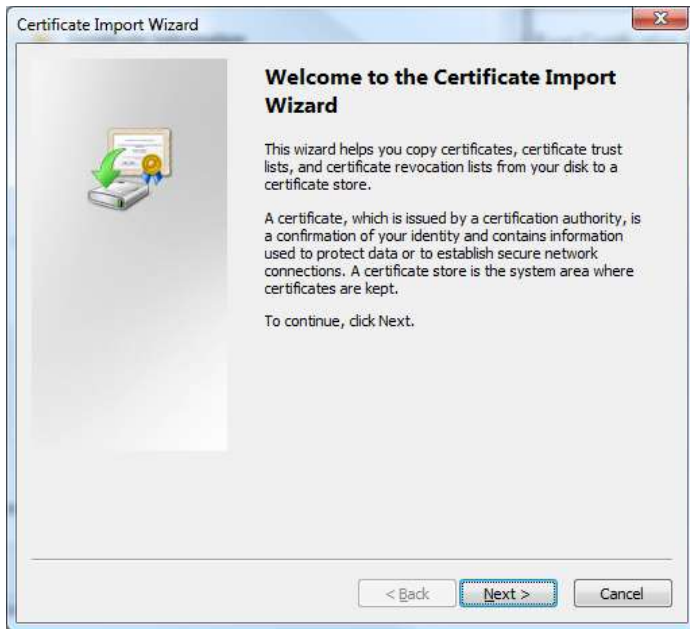 Certificate Import Wizard
Welcome to the Certificate Import
Wizard
This wizard helps you copy certificates, certificate trust
lists, and certificate revocation lists from your disk to a
certificate store.
A certificate, which is issued by a certification authority, is
a confirmation of your identity and contains information
used to protect data or to establish secure network
connections. A certificate store is the system area where
certificates are kept.
To continue, click Next.
< Back Next > Cancel